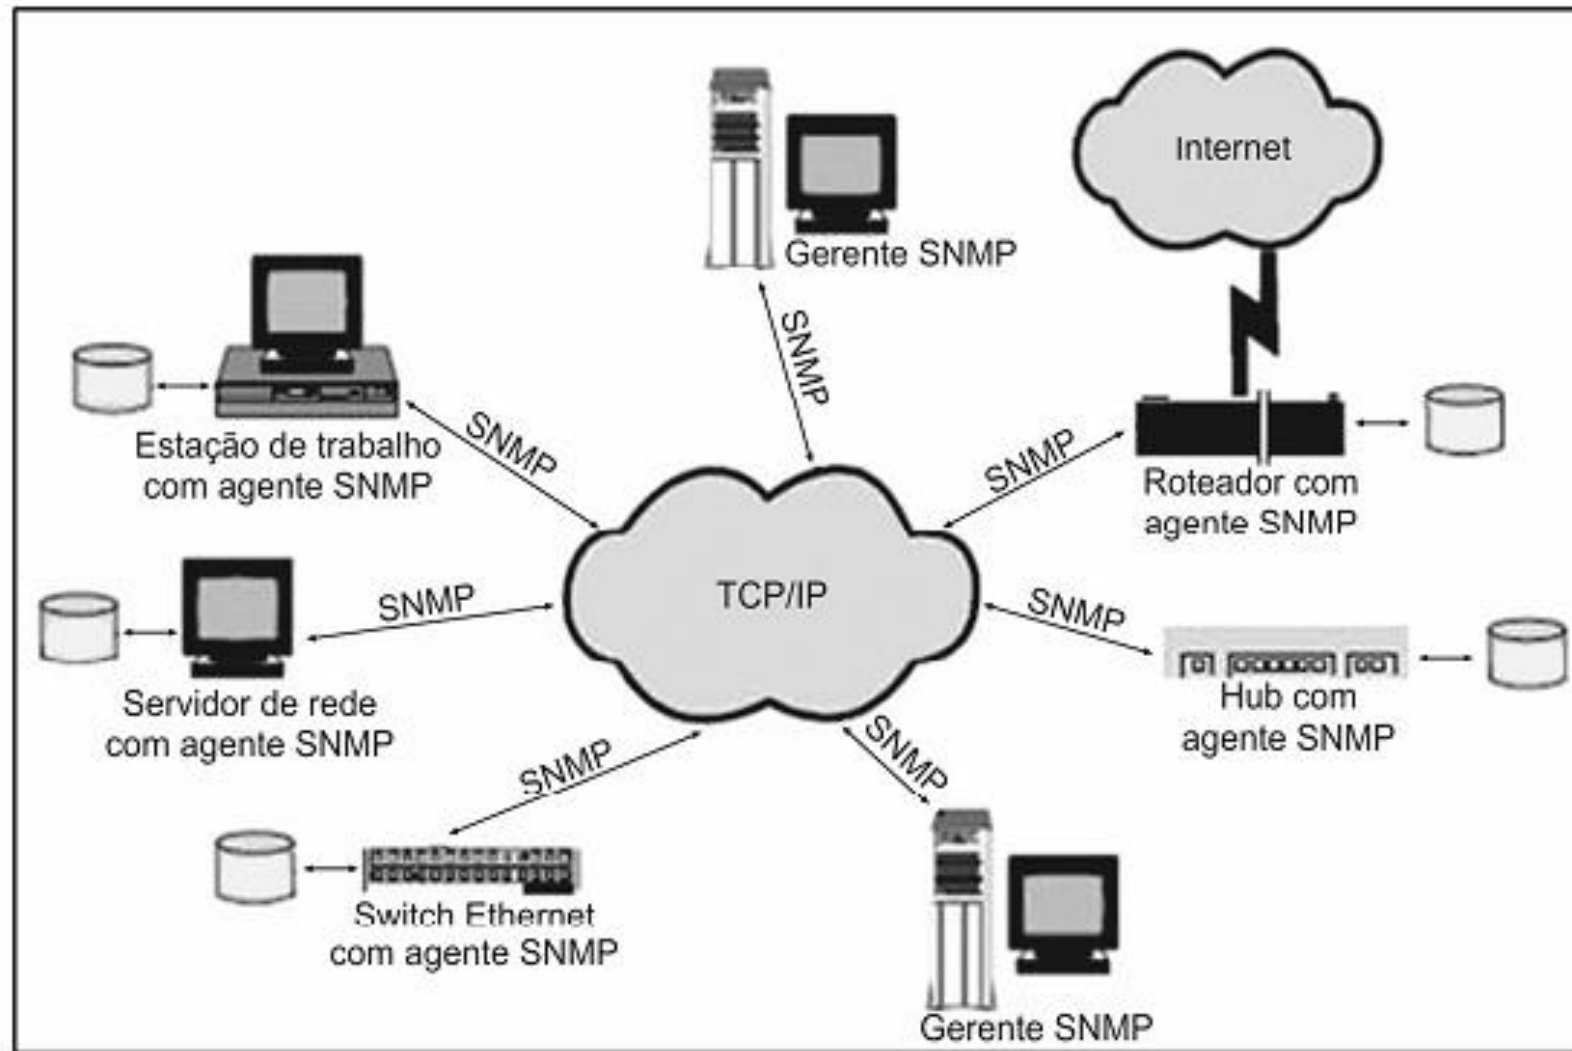 Internet
Gerente SNMP
SNMP
Estação de trabalho
com agente SNMP
SNMP
SNMP
Roteador com
agente SNMP
TCP/IP
SNMP
SNMP
Servidor de rede
com agente SNMP
Hub com
agente SNMP
SNMP
SNMP
Switch Ethernet
com agente SNMP
Gerente SNMP